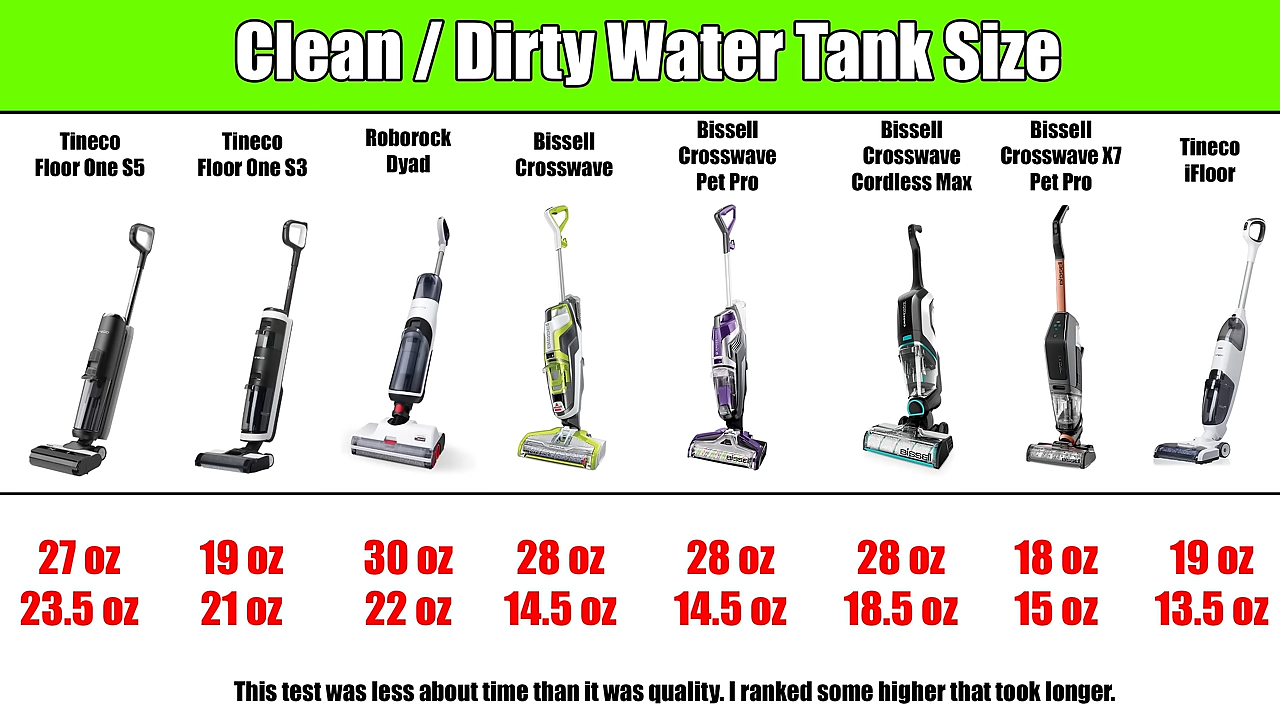 Clean / Dirty Water Tank Size
Tineco
Floor One S5
Tineco
Floor One S3
Roborock
Dyad
Bissell
Crosswave
Bissell
Crosswave
Pet Pro
Bissell
Crosswave
Cordless Max
Bissell
Crosswave X7
Pet Pro
Tineco
iFloor
BISSELL
BISSELL
BISSELL
27 oz
19 oz
30 oz
28 oz
28 oz
28 oz
18 oz
19 oz
23.5 oz
21 oz
22 oz
14.5 oz
14.5 oz
18.5 oz
15 oz
13.5 oz
This test was less about time than it was quality. I ranked some higher that took longer.